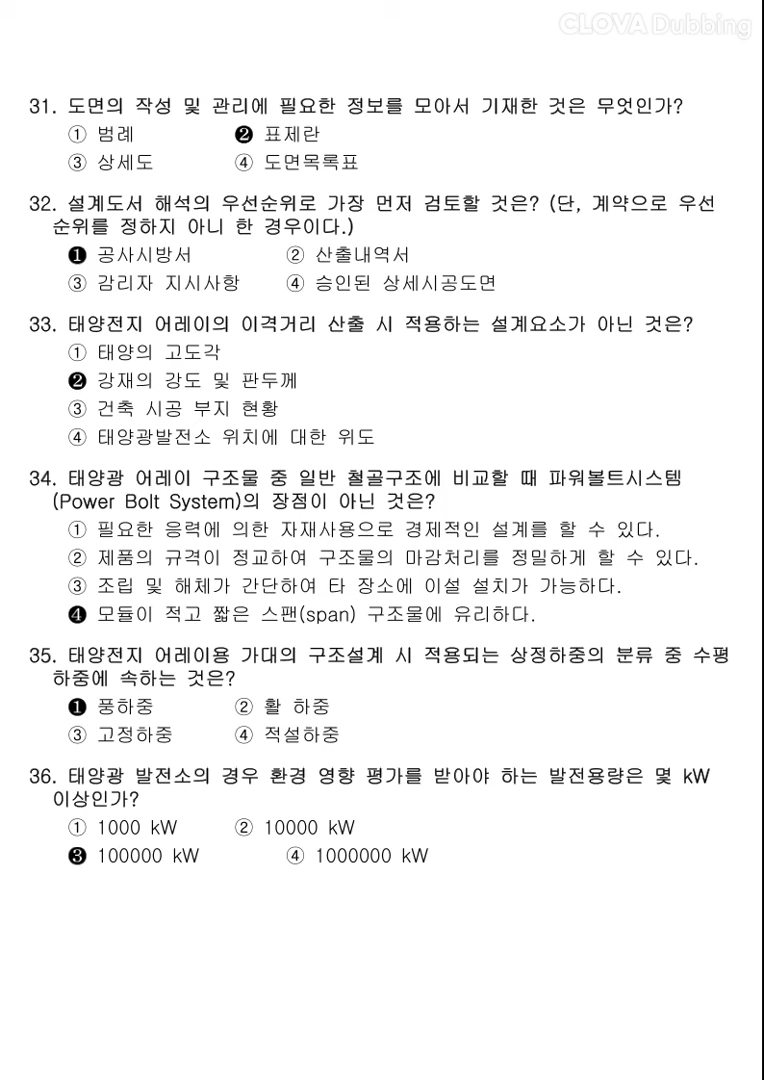 CLOVA Dubbing
31. 도면의 작성 및 관리에 필요한 정보를 모아서 기재한 것은 무엇인가?
① 범례 ❷ 표제란
③ 상세도 ④ 도면목록표
32. 설계도서 해석의 우선순위로 가장 먼저 검토할 것은? (단, 계약으로 우선
순위를 정하지 아니 한 경우이다.)
❶ 공사시방서 ② 산출내역서
③ 감리자 지시사항 ④ 승인된 상세시공도면
33. 태양전지 어레이의 이격거리 산출 시 적용하는 설계요소가 아닌 것은?
① 태양의 고도각
❷ 강재의 강도 및 판두께
③ 건축 시공 부지 현황
④ 태양광발전소 위치에 대한 위도
34. 태양광 어레이 구조물 중 일반 철골구조에 비교할 때 파워볼트시스템
(Power Bolt System)의 장점이 아닌 것은?
① 필요한 응력에 의한 자재사용으로 경제적인 설계를 할 수 있다.
② 제품의 규격이 정교하여 구조물의 마감처리를 정밀하게 할 수 있다.
③ 조립 및 해체가 간단하여 타 장소에 이설 설치가 가능하다.
❹ 모듈이 적고 짧은 스팬(span) 구조물에 유리하다.
35. 태양전지 어레이용 가대의 구조설계 시 적용되는 상정하중의 분류 중 수평
하중에 속하는 것은?
❶ 풍하중 ② 활 하중
③ 고정하중 ④ 적설하중
36. 태양광 발전소의 경우 환경 영향 평가를 받아야 하는 발전용량은 몇 kW
이상인가?
① 1000 kW ② 10000 kW
❸ 100000 kW ④ 1000000 kW